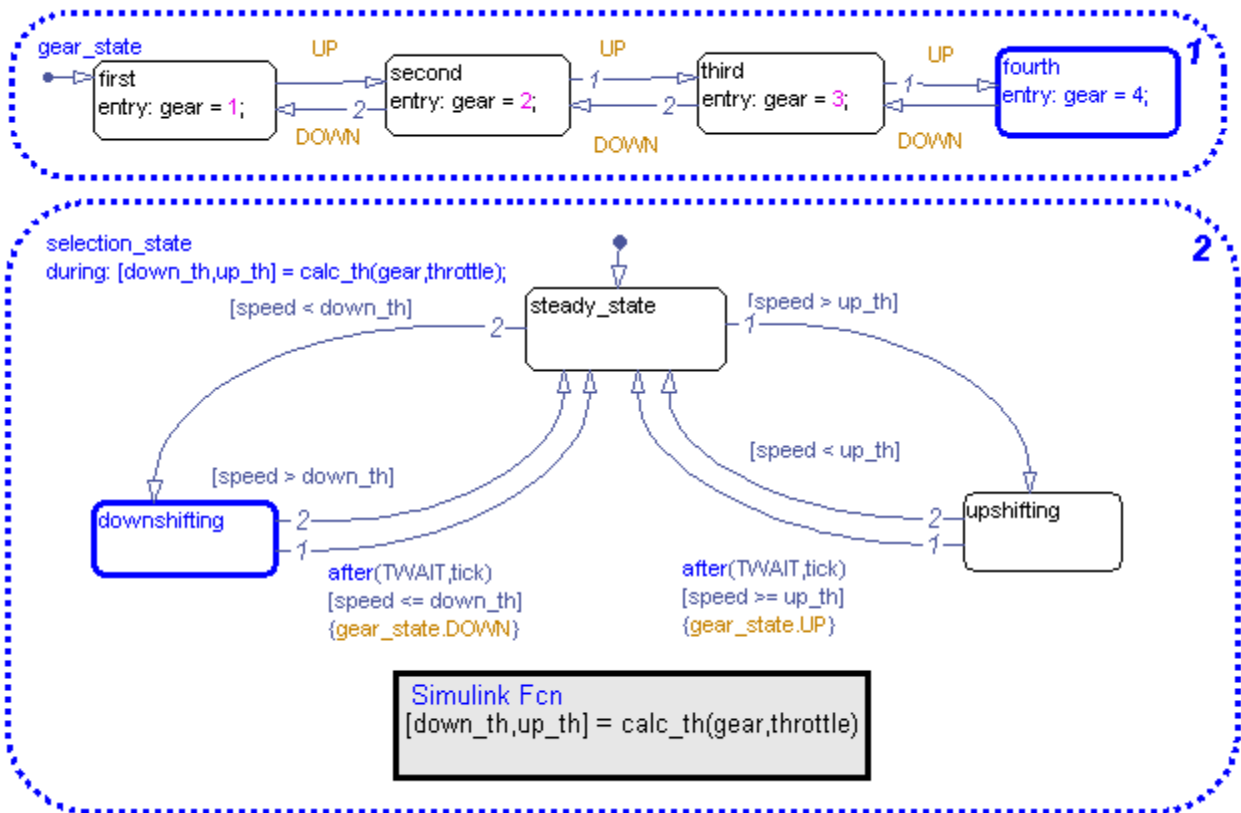 gear_state
UP
UP
UP
1
first
entry: gear = 1;
second
entry: gear = 2;
third
entry: gear = 3;
fourth
entry: gear = 4;
1
1
2
2
DOWN
DOWN
DOWN
selection_state
during: [down_th,up_th] = calc_th(gear,throttle);
2
[speed < down_th]
2
steady_state
1
[speed > up_th]
[speed > down_th]
[speed < up_th]
downshifting
2
1
2
1
upshifting
after(TWAIT,tick)
[speed <= down_th]
{gear_state.DOWN}
after(TWAIT,tick)
[speed >= up_th]
{gear_state.UP}
Simulink Fcn
[down_th,up_th] = calc_th(gear,throttle)